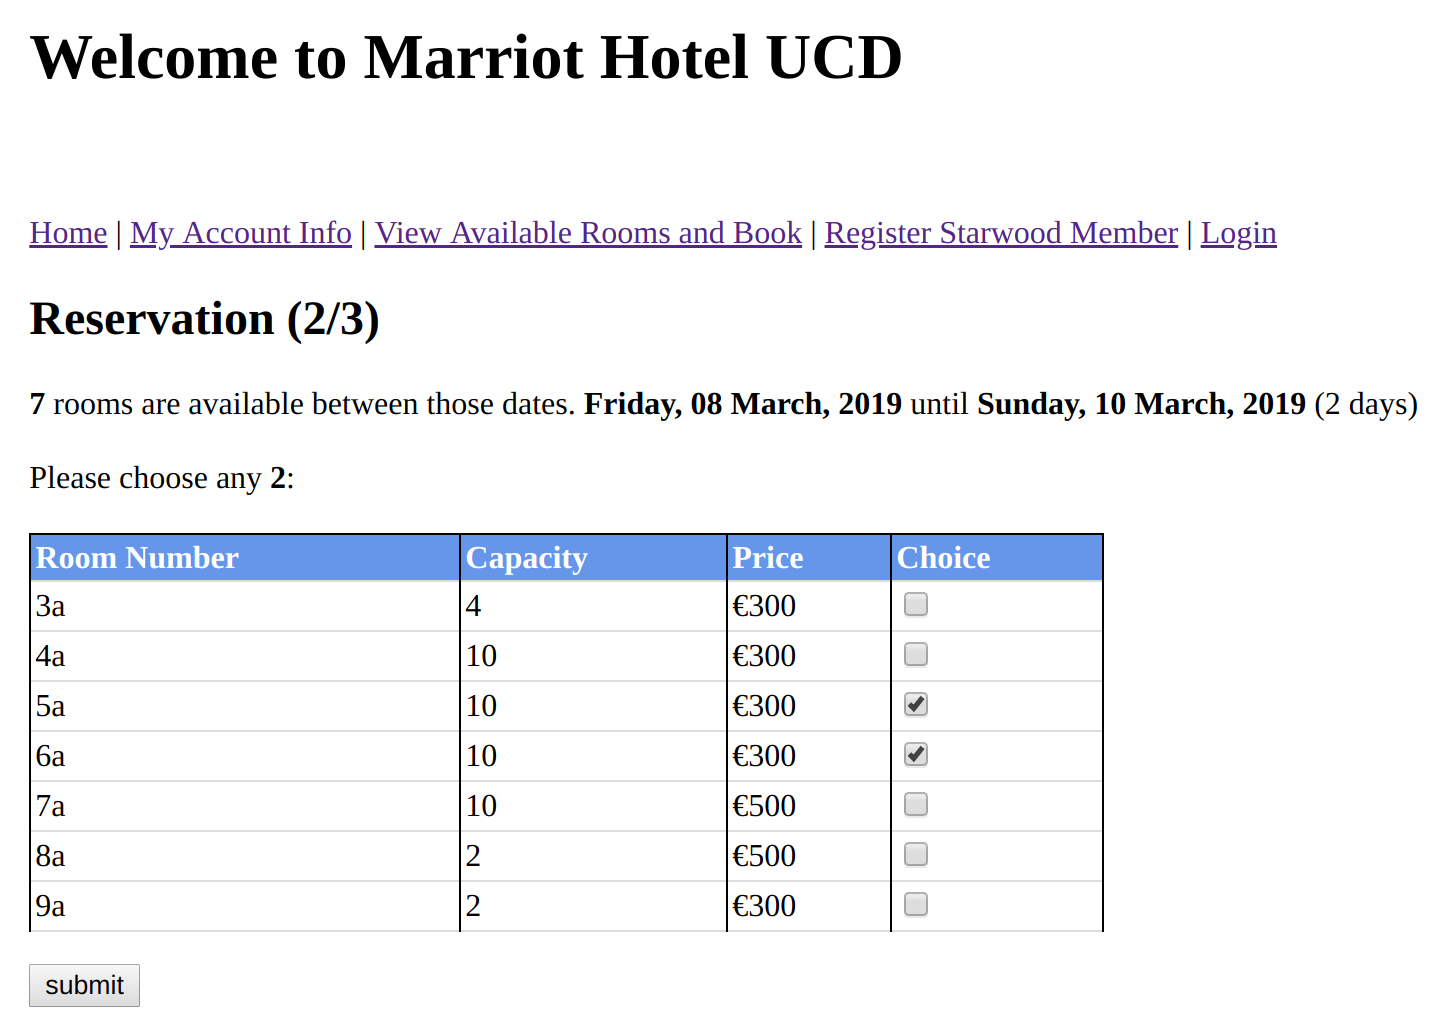 Welcome to Marriot Hotel UCD
Home | My Account Info | View Available Rooms and Book | Register Starwood Member | Login
Reservation (2/3)
7 rooms are available between those dates. Friday, 08 March, 2019 until Sunday, 10 March, 2019 (2 days)
Please choose any 2:
Room Number Capacity Price Choice
3a 4 €300
4a 10 €300
5a 10 €300
6a 10 €300
7a 10 €500
8a 2 €500
9a 2 €300
submit